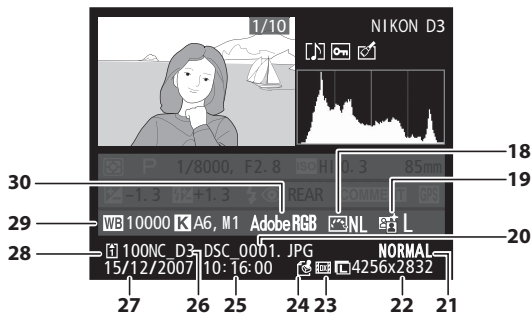 1/10 NIKON D3
P 1/8000, F2.8 ISO HI 0.3 85mm
-1.3 +1.3 REAR COMMENT GPS
WB 10000 K A6, M1 AdobeRGB NL L
100NC_D3 DSC_0001. JPG NORMAL
15/12/2007 10:16:00 DX L 4256x2832
18
19
20
21
22
23
24
25
26
27
28
29
30